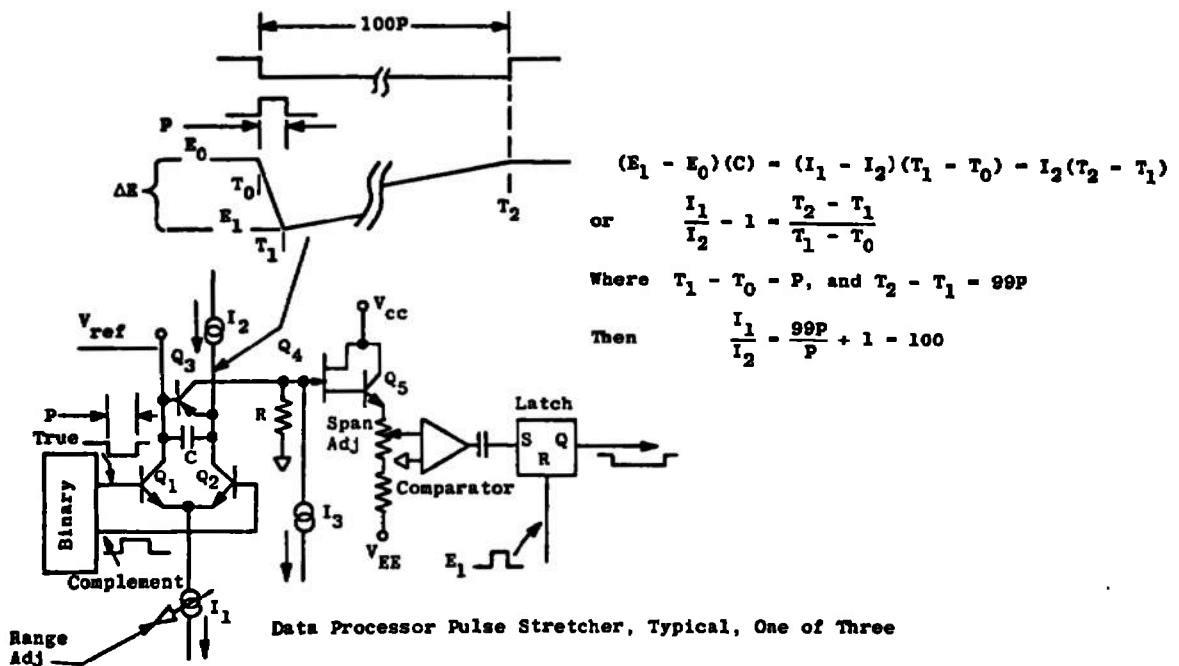 100P
P
E0
ΔE
T0
E1
T1
T2
(E1 - E0)(C) - (I1 - I2)(T1 - T0) - I2(T2 - T1)
or I1/I2 - 1 - T2 - T1/T1 - T0
Where T1 - T0 - P, and T2 - T1 - 99P
Then I1/I2 - 99P/P + 1 - 100
Vref
I2
Vcc
Q3
Q4
Q5
P
True
R
Span
Adj
Latch
S Q
R
C
Q1
Q2
Comparator
Binary
I3
VEE
E1
Complement
I1
Range
Adj
Data Processor Pulse Stretcher, Typical, One of Three